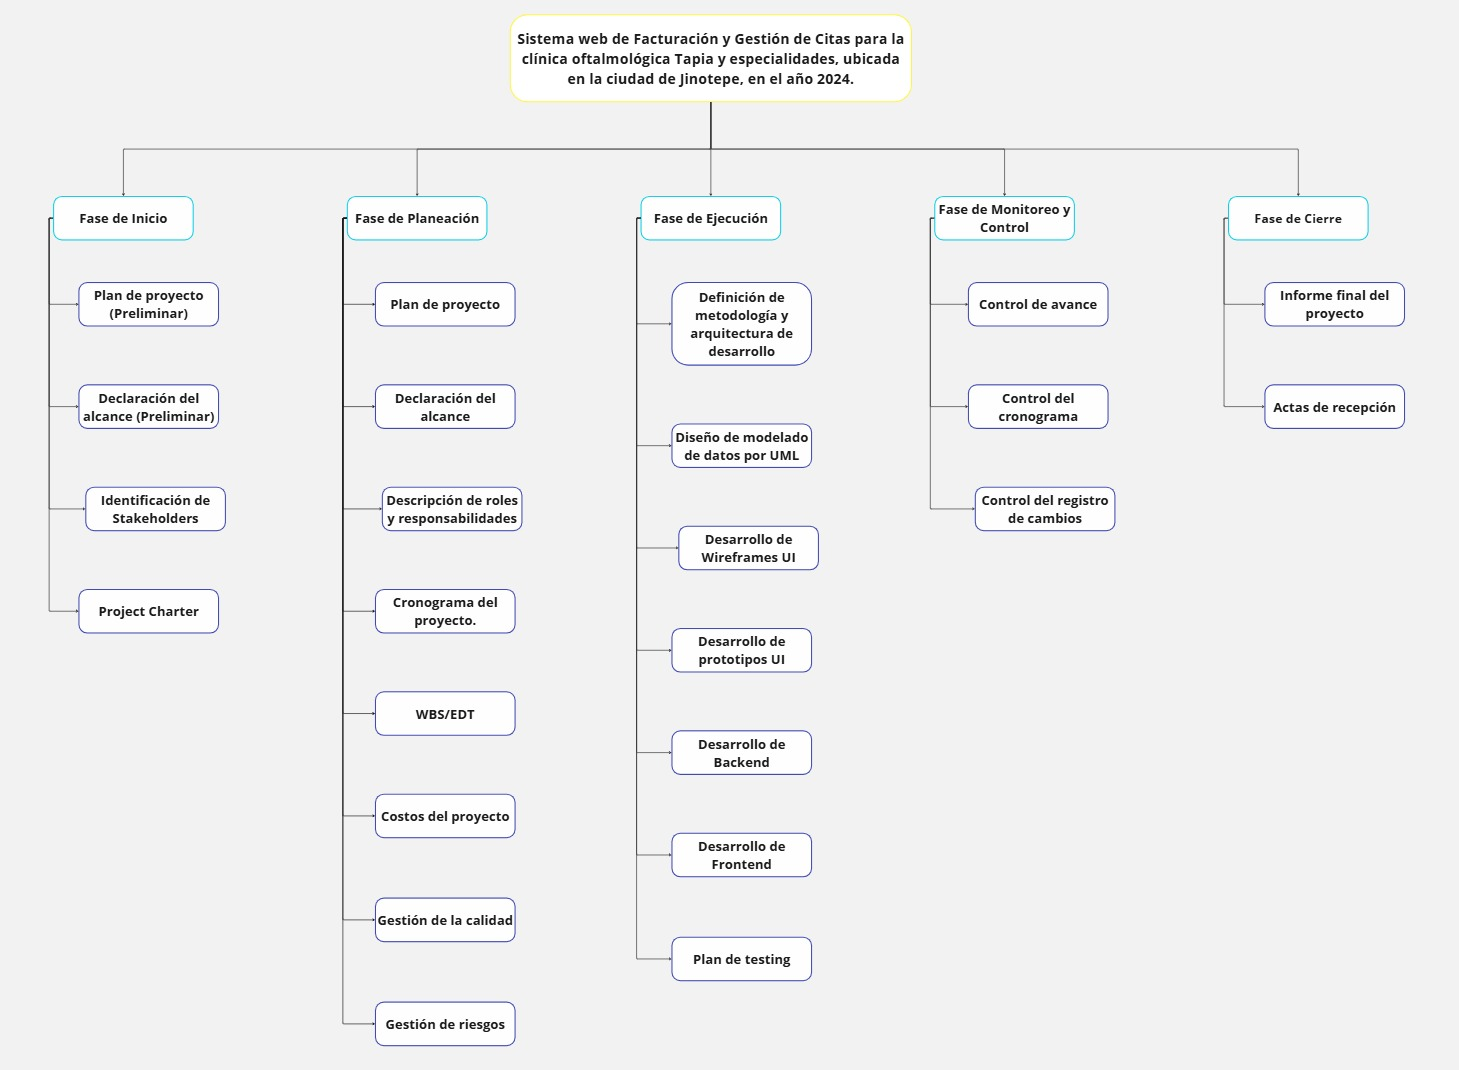 Sistema web de Facturación y Gestión de Citas para la
clínica oftalmológica Tapia y especialidades, ubicada
en la ciudad de Jinotepe, en el año 2024.
Fase de Inicio
Plan de proyecto
(Preliminar)
Declaración del
alcance (Preliminar)
Identificación de
Stakeholders
Project Charter
Fase de Planeación
Plan de proyecto
Declaración del
alcance
Descripción de roles
y responsabilidades
Cronograma del
proyecto.
WBS/EDT
Costos del proyecto
Gestión de la calidad
Gestión de riesgos
Fase de Ejecución
Definición de
metodología y
arquitectura de
desarrollo
Diseño de modelado
de datos por UML
Desarrollo de
Wireframes UI
Desarrollo de
prototipos UI
Desarrollo de
Backend
Desarrollo de
Frontend
Plan de testing
Fase de Monitoreo y
Control
Control de avance
Control del
cronograma
Control del registro
de cambios
Fase de Cierre
Informe final del
proyecto
Actas de recepción